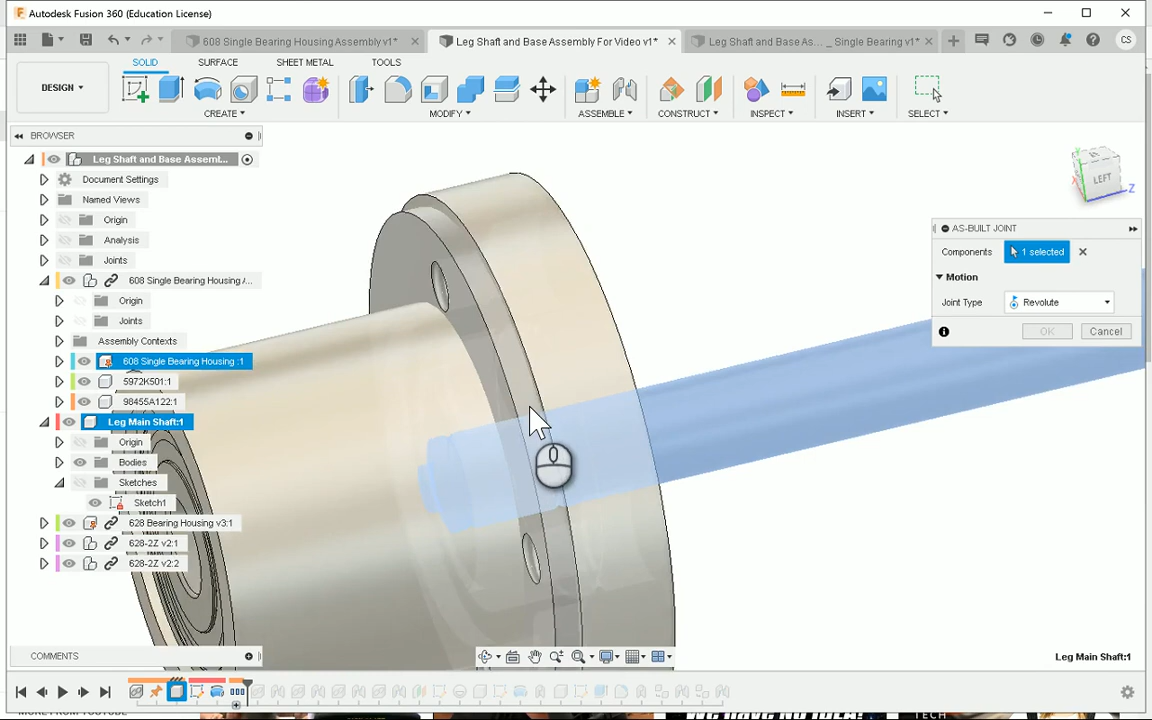 Autodesk Fusion 360 (Education License)
608 Single Bearing Housing Assembly v1*
Leg Shaft and Base Assembly For Video v1*
Leg Shaft and Base As... _ Single Bearing v1*
CS
DESIGN
SOLID
SURFACE
SHEET METAL
TOOLS
CREATE
MODIFY
ASSEMBLE
CONSTRUCT
INSPECT
INSERT
SELECT
BROWSER
Leg Shaft and Base Assembl...
Document Settings
Named Views
Origin
Analysis
Joints
608 Single Bearing Housing /...
Origin
Joints
Assembly Contexts
608 Single Bearing Housing :1
5972K501:1
98455A122:1
Leg Main Shaft:1
Origin
Bodies
Sketches
Sketch1
628 Bearing Housing v3:1
628-2Z v2:1
628-2Z v2:2
LEFT
Z
AS-BUILT JOINT
Components
1 selected
Motion
Joint Type
Revolute
OK
Cancel
COMMENTS
Leg Main Shaft:1